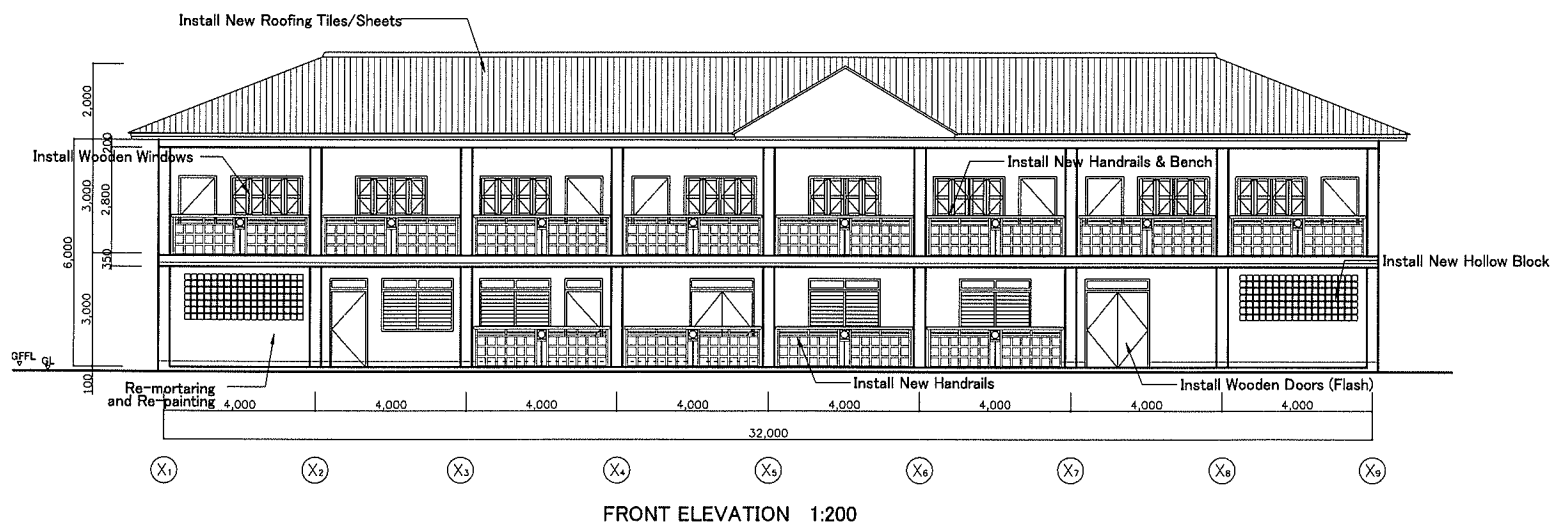 Install New Roofing Tiles/Sheets
2,000
200
Install Wooden Windows
Install New Handrails & Bench
3,000
2,800
6,000
350
Install New Hollow Block
3,000
GFFL
GL
100
Re-mortaring
and Re-painting
Install New Handrails
Install Wooden Doors (Flash)
4,000 4,000 4,000 4,000 4,000 4,000 4,000 4,000
32,000
X1 X2 X3 X4 X5 X6 X7 X8 X9
FRONT ELEVATION 1:200